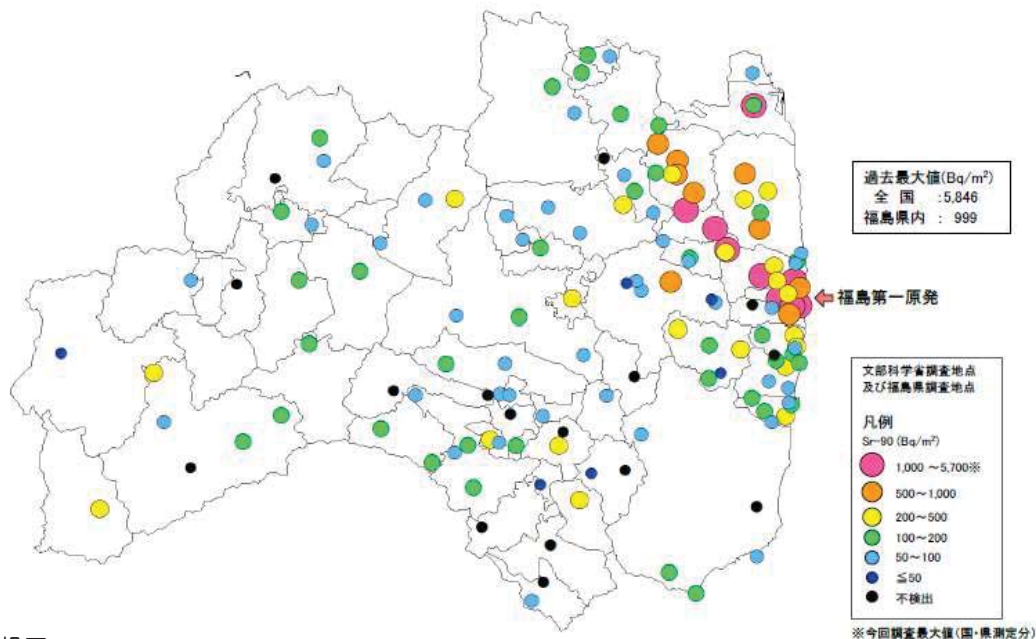 過去最大値(Bq/m²)
全 国 :5,846
福島県内 : 999
福島第一原発
文部科学省調査地点
及び福島県調査地点
凡例
Sr-90 (Bq/m²)
1,000 ~5,700※
500~1,000
200~500
100~200
50~100
≦50
不検出
※今回調査最大値(国・県測定分)